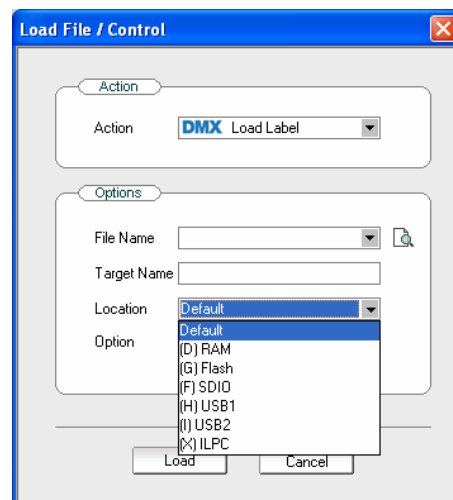 Load File / Control
Action
Action DMX Load Label
Options
File Name
Target Name
Location Default
Option Default
(D) RAM
(G) Flash
(F) SDIO
(H) USB1
(I) USB2
(X) ILPC
Load Cancel